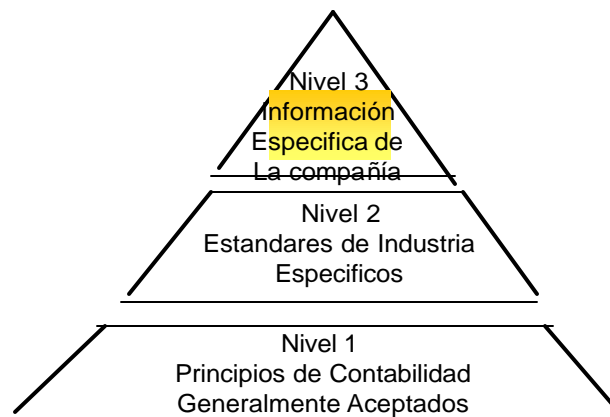 Nivel 3
Información
Especifica de
La compañía
Nivel 2
Estandares de Industria
Especificos
Nivel 1
Principios de Contabilidad
Generalmente Aceptados